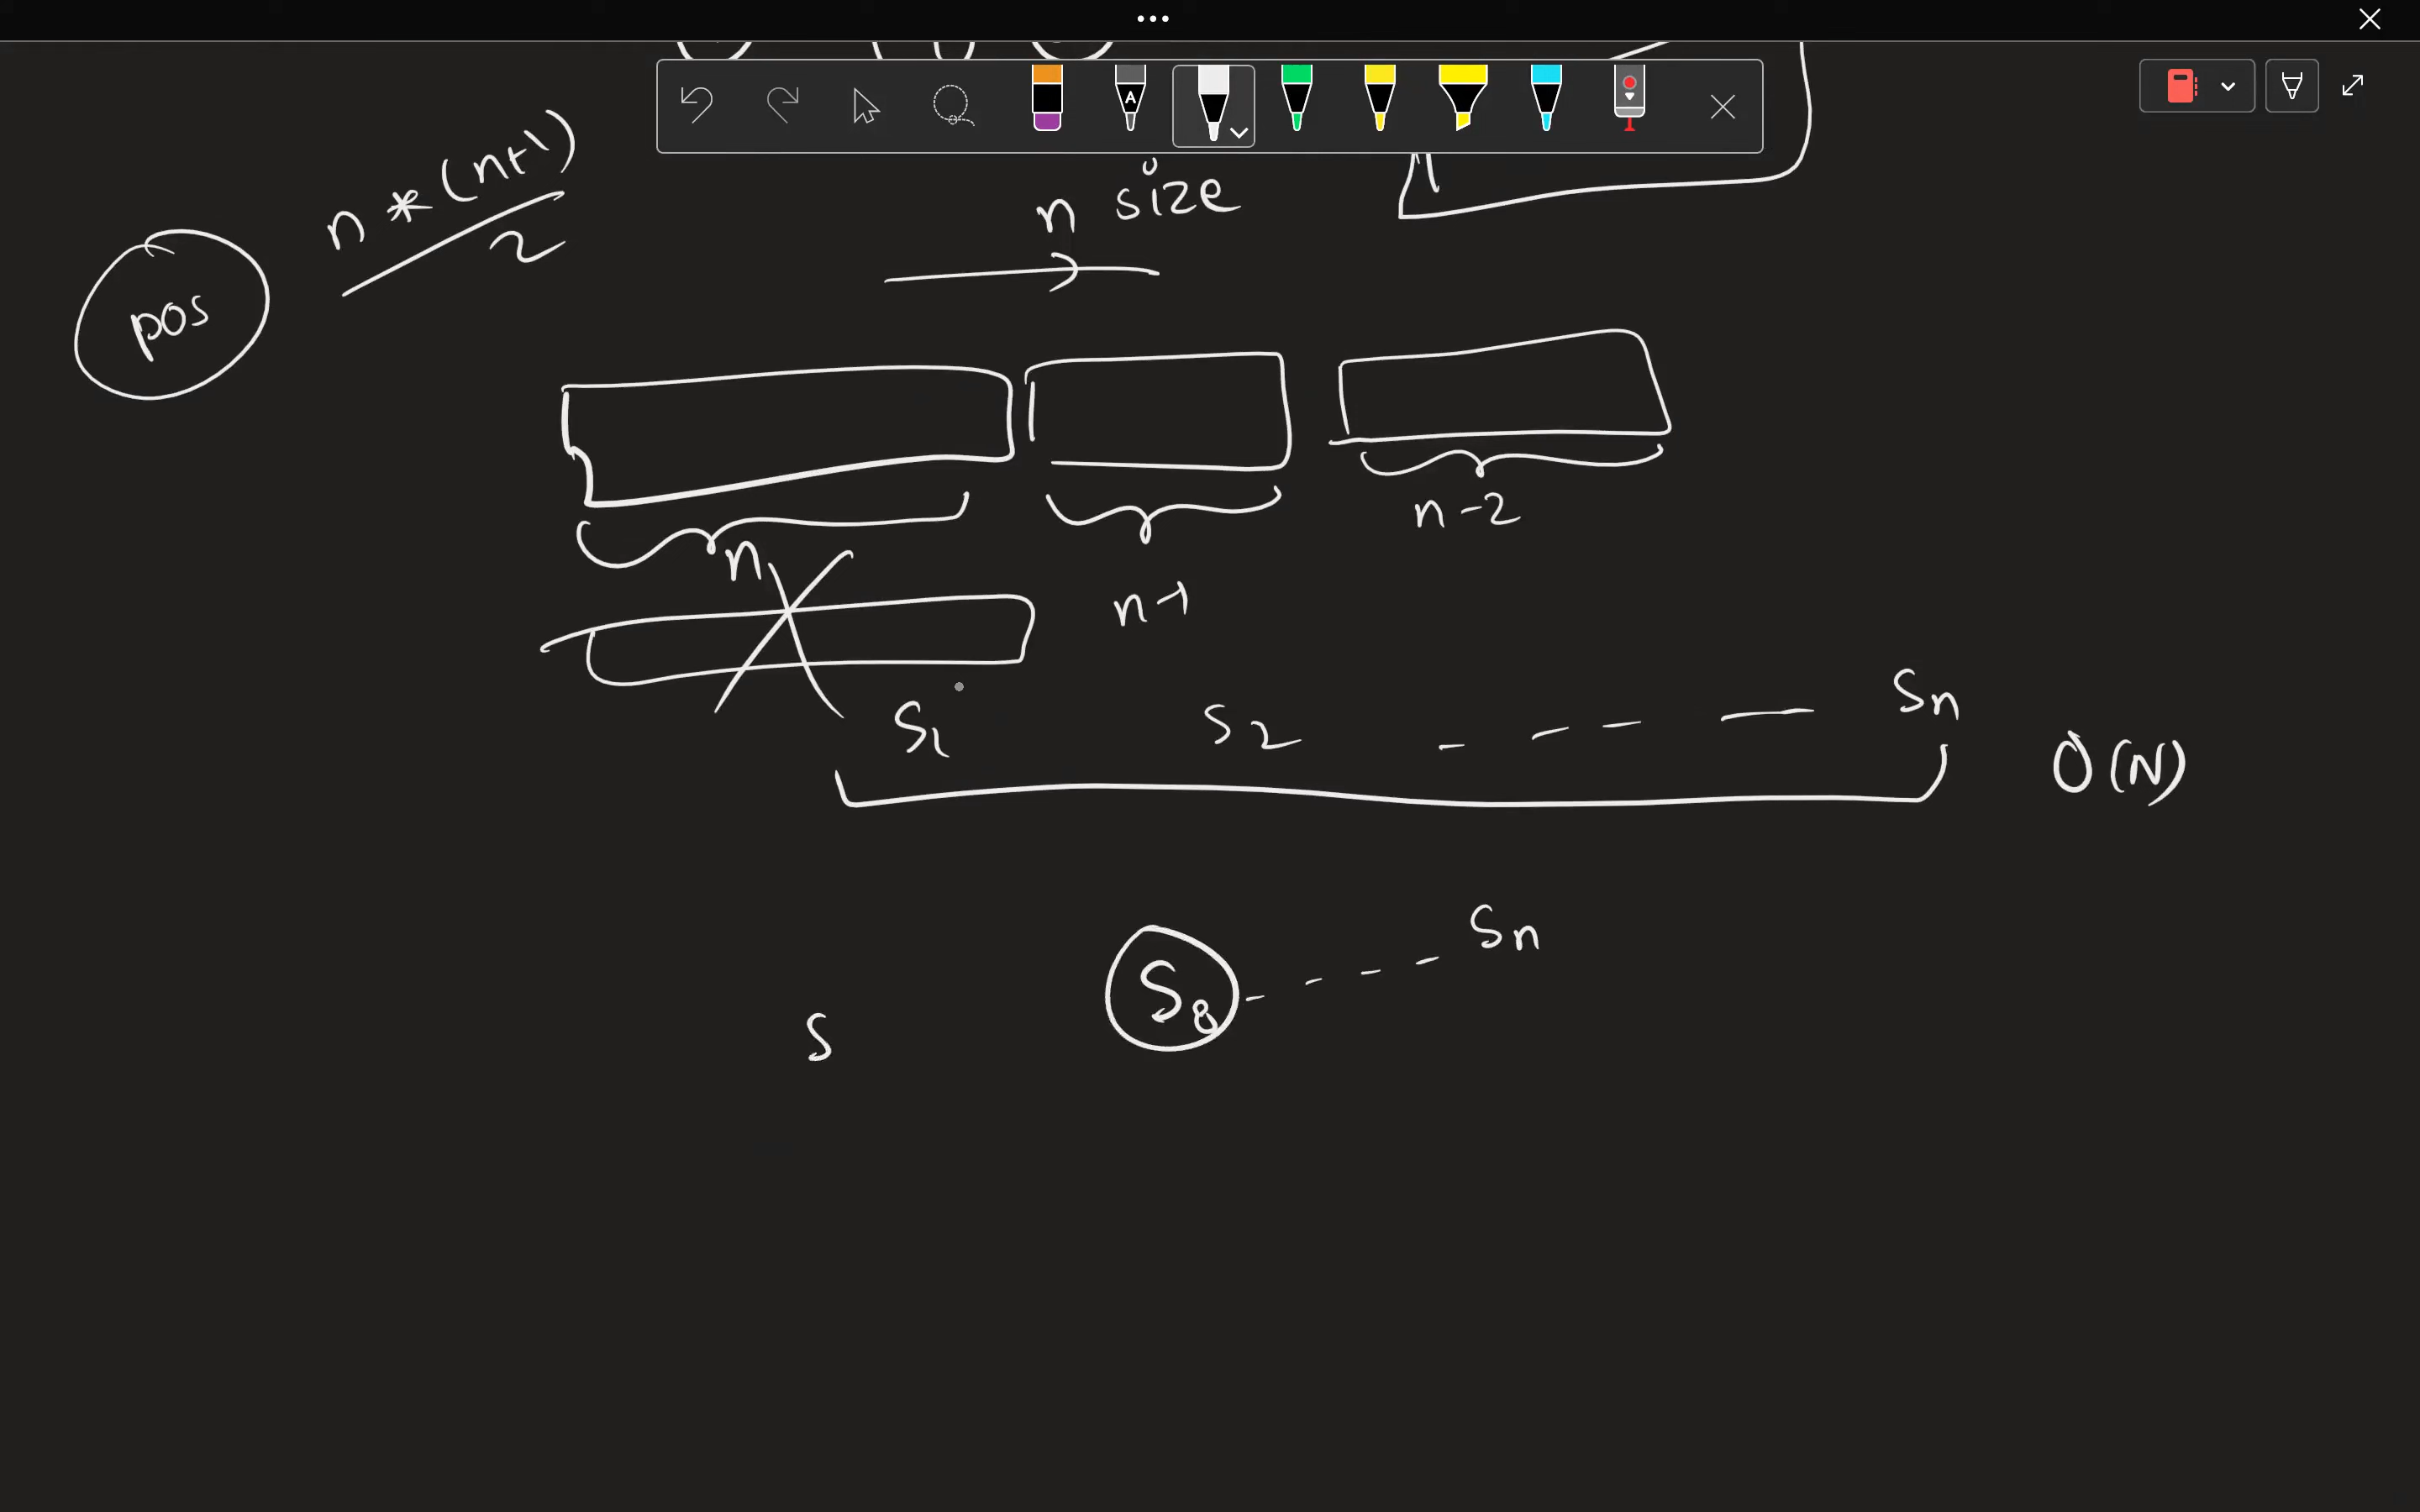 n size
n * (n+1)
2
pos
n-2
n
n-1
S1 S2 - - - — Sn
O(N)
S8 - - - - Sn
S